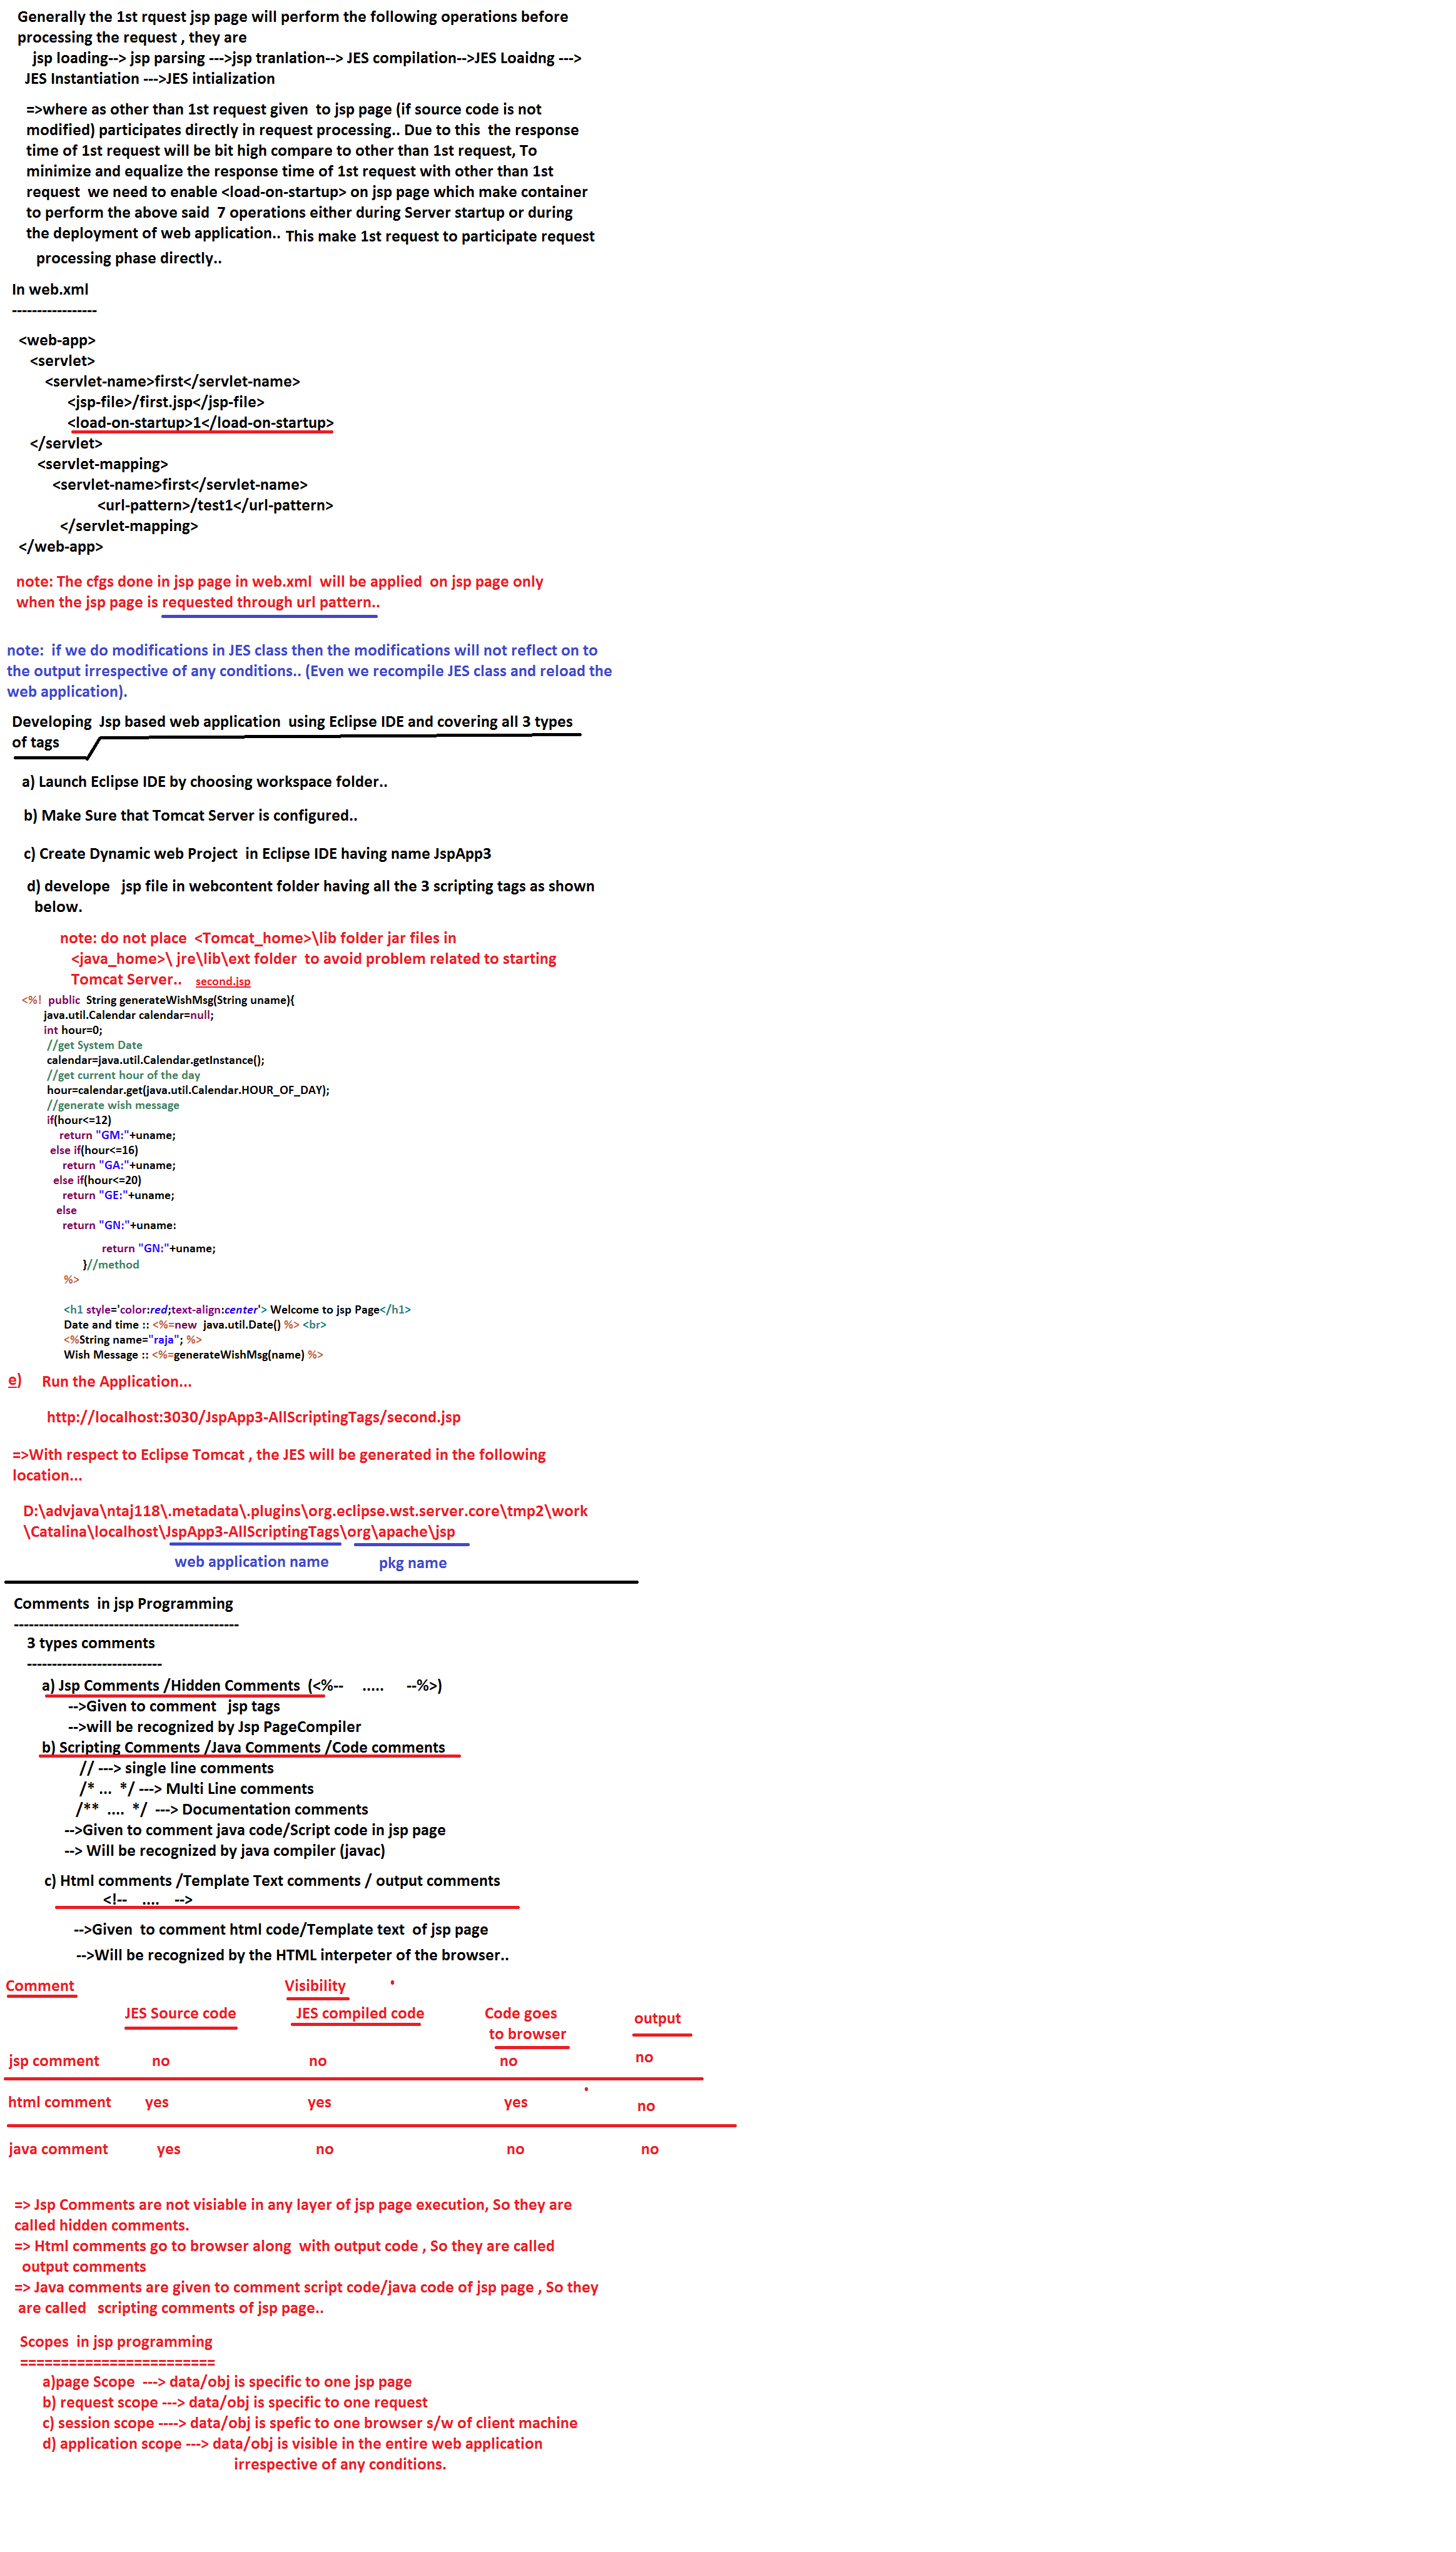 Generally the 1st rquest jsp page will perform the following operations before
processing the request , they are
jsp loading--> jsp parsing --->jsp tranlation--> JES compilation-->JES Loaidng --->
JES Instantiation --->JES intialization
=>where as other than 1st request given  to jsp page (if source code is not
modified) participates directly in request processing.. Due to this  the response
time of 1st request will be bit high compare to other than 1st request, To
minimize and equalize the response time of 1st request with other than 1st
request  we need to enable <load-on-startup> on jsp page which make container
to perform the above said  7 operations either during Server startup or during
the deployment of web application.. This make 1st request to participate request
processing phase directly..
In web.xml
-----------------
<web-app>
<servlet>
<servlet-name>first</servlet-name>
<jsp-file>/first.jsp</jsp-file>
<load-on-startup>1</load-on-startup>
</servlet>
<servlet-mapping>
<servlet-name>first</servlet-name>
<url-pattern>/test1</url-pattern>
</servlet-mapping>
</web-app>
note: The cfgs done in jsp page in web.xml  will be applied  on jsp page only
when the jsp page is requested through url pattern..
note:  if we do modifications in JES class then the modifications will not reflect on to
the output irrespective of any conditions.. (Even we recompile JES class and reload the
web application).
Developing  Jsp based web application  using Eclipse IDE and covering all 3 types
of tags
a) Launch Eclipse IDE by choosing workspace folder..
b) Make Sure that Tomcat Server is configured..
c) Create Dynamic web Project  in Eclipse IDE having name JspApp3
d) develope   jsp file in webcontent folder having all the 3 scripting tags as shown
below.
note: do not place  <Tomcat_home>\lib folder jar files in
<java_home>\ jre\lib\ext folder  to avoid problem related to starting
Tomcat Server..   second.jsp
<%!  public  String generateWishMsg(String uname){
java.util.Calendar calendar=null;
int hour=0;
//get System Date
calendar=java.util.Calendar.getInstance();
//get current hour of the day
hour=calendar.get(java.util.Calendar.HOUR_OF_DAY);
//generate wish message
if(hour<=12)
return "GM:"+uname;
else if(hour<=16)
return "GA:"+uname;
else if(hour<=20)
return "GE:"+uname;
else
return "GN:"+uname:
return "GN:"+uname;
}//method
%>
<h1 style='color:red;text-align:center'> Welcome to jsp Page</h1>
Date and time :: <%=new  java.util.Date() %> <br>
<%String name="raja"; %>
Wish Message :: <%=generateWishMsg(name) %>
e)   Run the Application...
http://localhost:3030/JspApp3-AllScriptingTags/second.jsp
=>With respect to Eclipse Tomcat , the JES will be generated in the following
location...
D:\advjava\ntaj118\.metadata\.plugins\org.eclipse.wst.server.core\tmp2\work
\Catalina\localhost\JspApp3-AllScriptingTags\org\apache\jsp
web application name   pkg name
Comments  in jsp Programming
---------------------------------------------
3 types comments
---------------------------
a) Jsp Comments /Hidden Comments  (<%--    .....    --%>)
-->Given to comment   jsp tags
-->will be recognized by Jsp PageCompiler
b) Scripting Comments /Java Comments /Code comments
// ---> single line comments
/* ...  */ ---> Multi Line comments
/**  ....  */  ---> Documentation comments
-->Given to comment java code/Script code in jsp page
--> Will be recognized by java compiler (javac)
c) Html comments /Template Text comments / output comments
<!--   ....   -->
-->Given  to comment html code/Template text  of jsp page
-->Will be recognized by the HTML interpeter of the browser..
Comment   Visibility
JES Source code   JES compiled code   Code goes   output
to browser
jsp comment   no   no   no   no
html comment   yes   yes   yes   no
java comment   yes   no   no   no
=> Jsp Comments are not visiable in any layer of jsp page execution, So they are
called hidden comments.
=> Html comments go to browser along  with output code , So they are called
output comments
=> Java comments are given to comment script code/java code of jsp page , So they
are called   scripting comments of jsp page..
Scopes  in jsp programming
========================
a)page Scope  ---> data/obj is specific to one jsp page
b) request scope ---> data/obj is specific to one request
c) session scope ----> data/obj is spefic to one browser s/w of client machine
d) application scope ---> data/obj is visible in the entire web application
irrespective of any conditions.